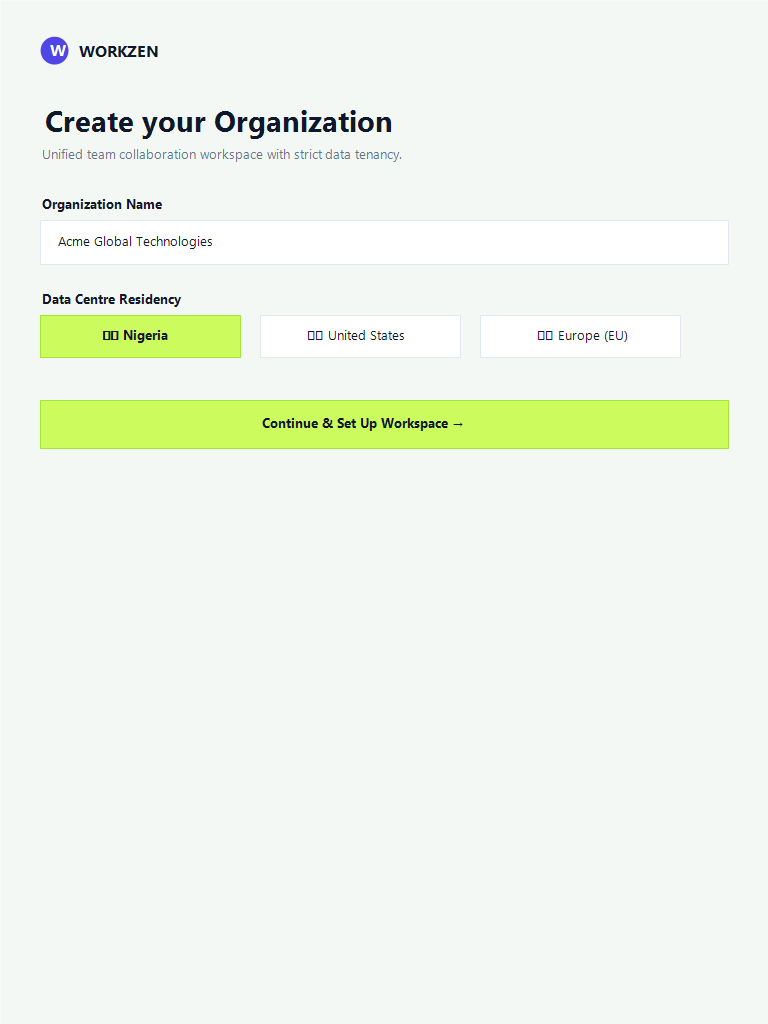 W WORKZEN
Create your Organization
Unified team collaboration workspace with strict data tenancy.
Organization Name
Acme Global Technologies
Data Centre Residency
Nigeria
United States
Europe (EU)
Continue & Set Up Workspace →